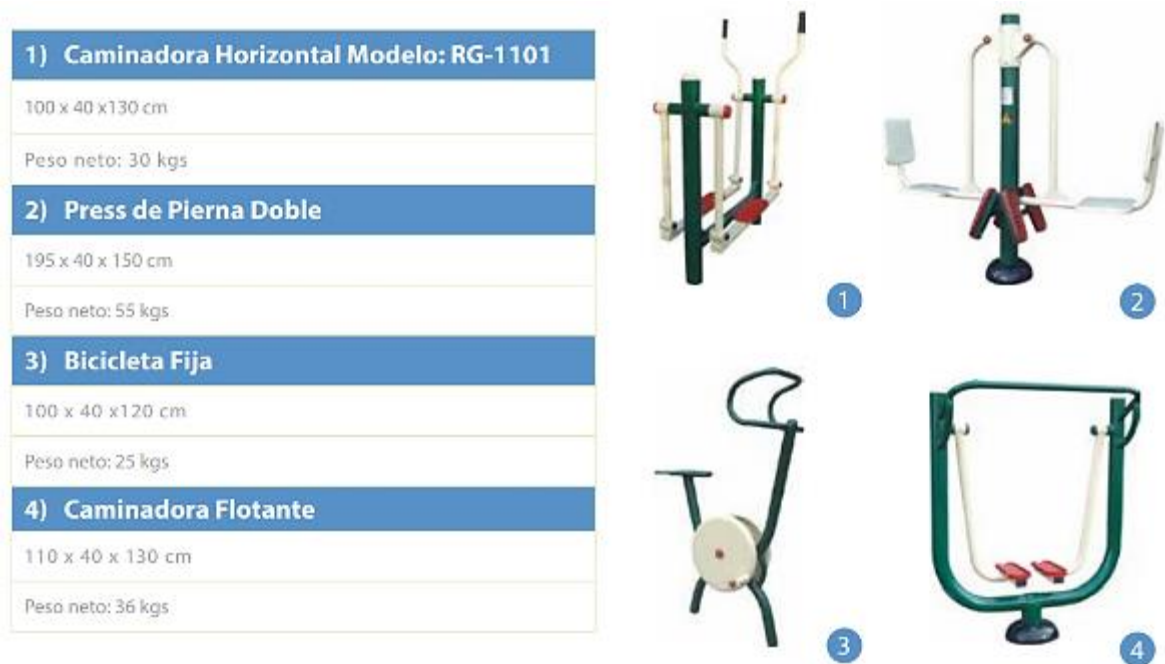 1) Caminadora Horizontal Modelo: RG-1101
100 x 40 x130 cm
Peso neto: 30 kgs
2) Press de Pierna Doble
195 x 40 x 150 cm
Peso neto: 55 kgs
3) Bicicleta Fija
100 x 40 x120 cm
Peso neto: 25 kgs
4) Caminadora Flotante
110 x 40 x 130 cm
Peso neto: 36 kgs
1
2
3
4